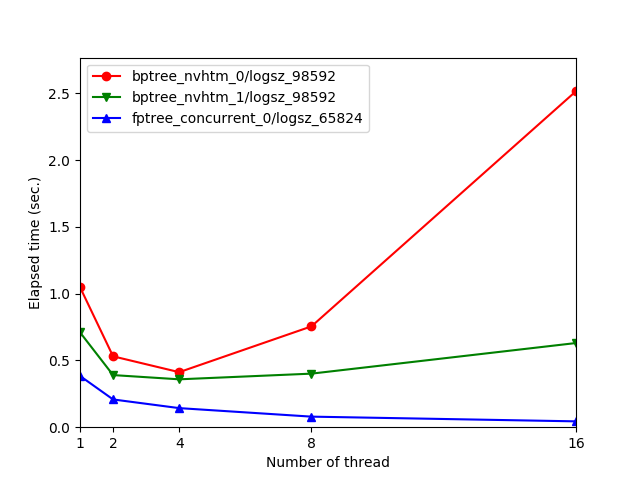 bptree_nvhtm_0/logsz_98592
bptree_nvhtm_1/logsz_98592
fptree_concurrent_0/logsz_65824
2.5
2.0
1.5
1.0
0.5
0.0
Elapsed time (sec.)
1 2 4 8 16
Number of thread